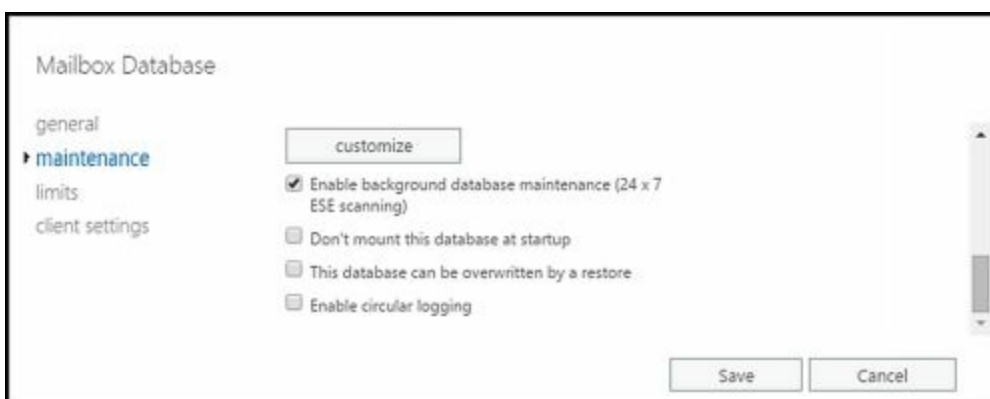 Mailbox Database
general
maintenance
limits
client settings
customize
Enable background database maintenance (24 x 7
ESE scanning)
Don't mount this database at startup
This database can be overwritten by a restore
Enable circular logging
Save
Cancel